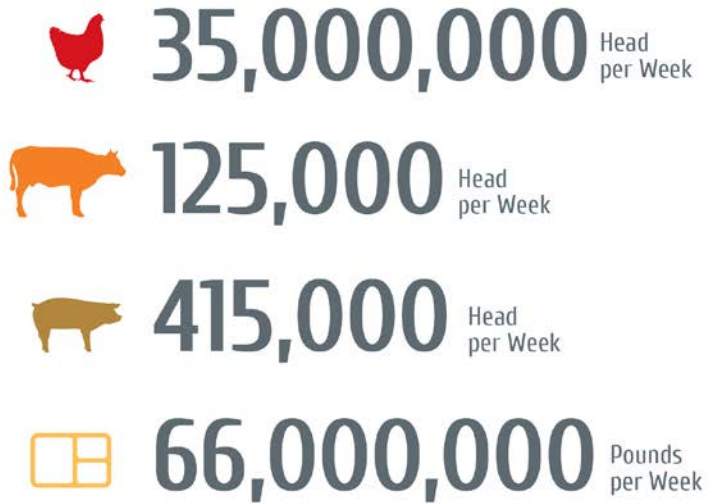 35,000,000 Head
per Week
125,000 Head
per Week
415,000 Head
per Week
66,000,000 Pounds
per Week